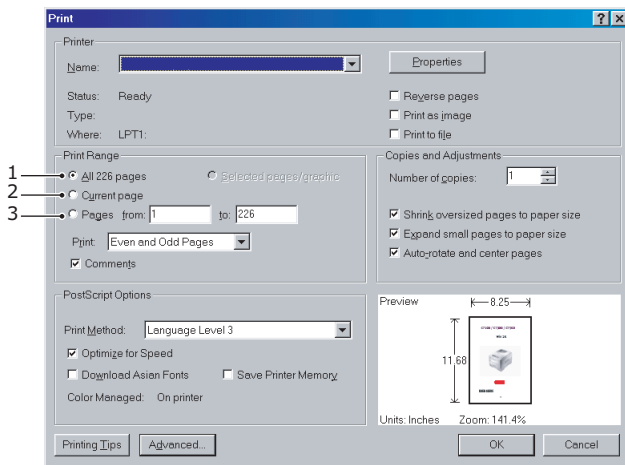 Print
Printer
Name:
Properties
Status: Ready
Type:
Where: LPT1:
Reverse pages
Print as image
Print to file
Print Range
1 All 226 pages
Selected pages/graphic
2 Current page
3 Pages from: 1 to: 226
Print: Even and Odd Pages
Comments
Copies and Adjustments
Number of copies: 1
Shrink oversized pages to paper size
Expand small pages to paper size
Auto-rotate and center pages
PostScript Options
Print Method: Language Level 3
Optimize for Speed
Download Asian Fonts
Save Printer Memory
Color Managed: On printer
Preview
8.25
11.68
Units: Inches Zoom: 141.4%
Printing Tips
Advanced...
OK
Cancel